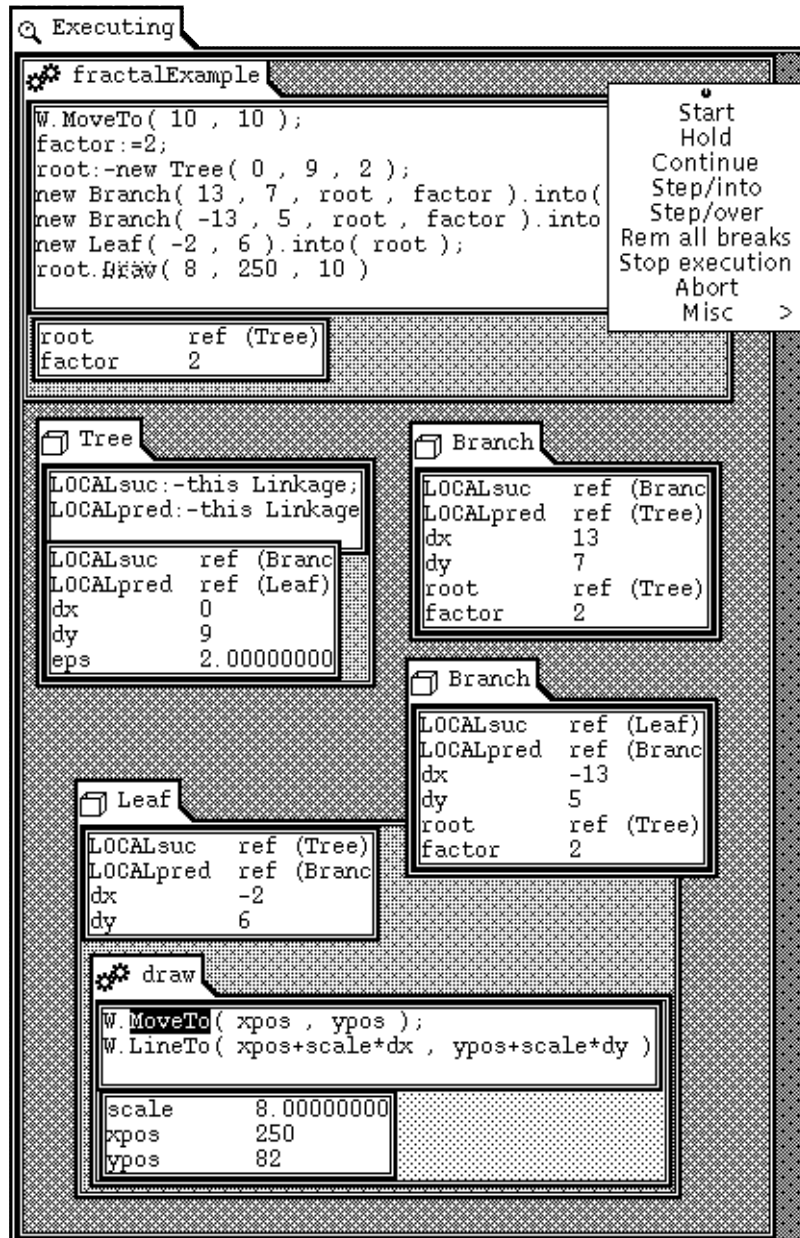 Executing
fractalExample
W.MoveTo( 10 , 10 );
factor:=2;
root:-new Tree( 0 , 9 , 2 );
new Branch( 13 , 7 , root , factor ).into(
new Branch( -13 , 5 , root , factor ).into
new Leaf( -2 , 6 ).into( root );
root.Draw( 8 , 250 , 10 )
Start
Hold
Continue
Step/into
Step/over
Rem all breaks
Stop execution
Abort
Misc >
root ref (Tree)
factor 2
Tree
LOCALsuc:-this Linkage;
LOCALpred:-this Linkage
LOCALsuc ref (Branc
LOCALpred ref (Leaf)
dx 0
dy 9
eps 2.00000000
Branch
LOCALsuc ref (Branc
LOCALpred ref (Tree)
dx 13
dy 7
root ref (Tree)
factor 2
Branch
LOCALsuc ref (Leaf)
LOCALpred ref (Branc
dx -13
dy 5
root ref (Tree)
factor 2
Leaf
LOCALsuc ref (Tree)
LOCALpred ref (Branc
dx -2
dy 6
draw
W.MoveTo( xpos , ypos );
W.LineTo( xpos+scale*dx , ypos+scale*dy )
scale 8.00000000
xpos 250
ypos 82